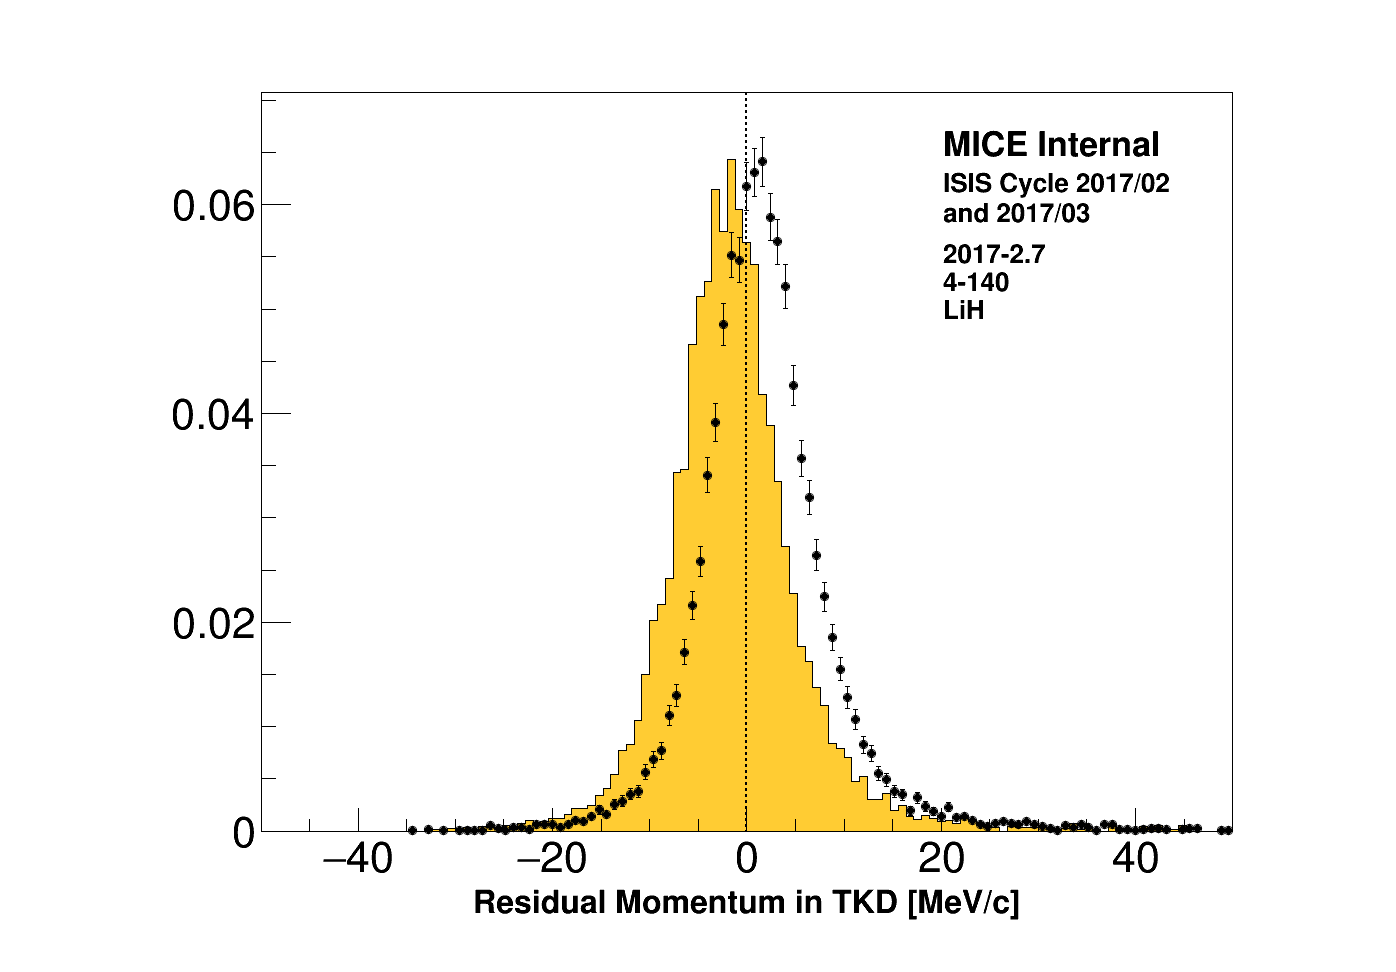 MICE Internal
ISIS Cycle 2017/02
and 2017/03
2017-2.7
4-140
LiH
0.06
0.04
0.02
0
−40 −20 0 20 40
Residual Momentum in TKD [MeV/c]